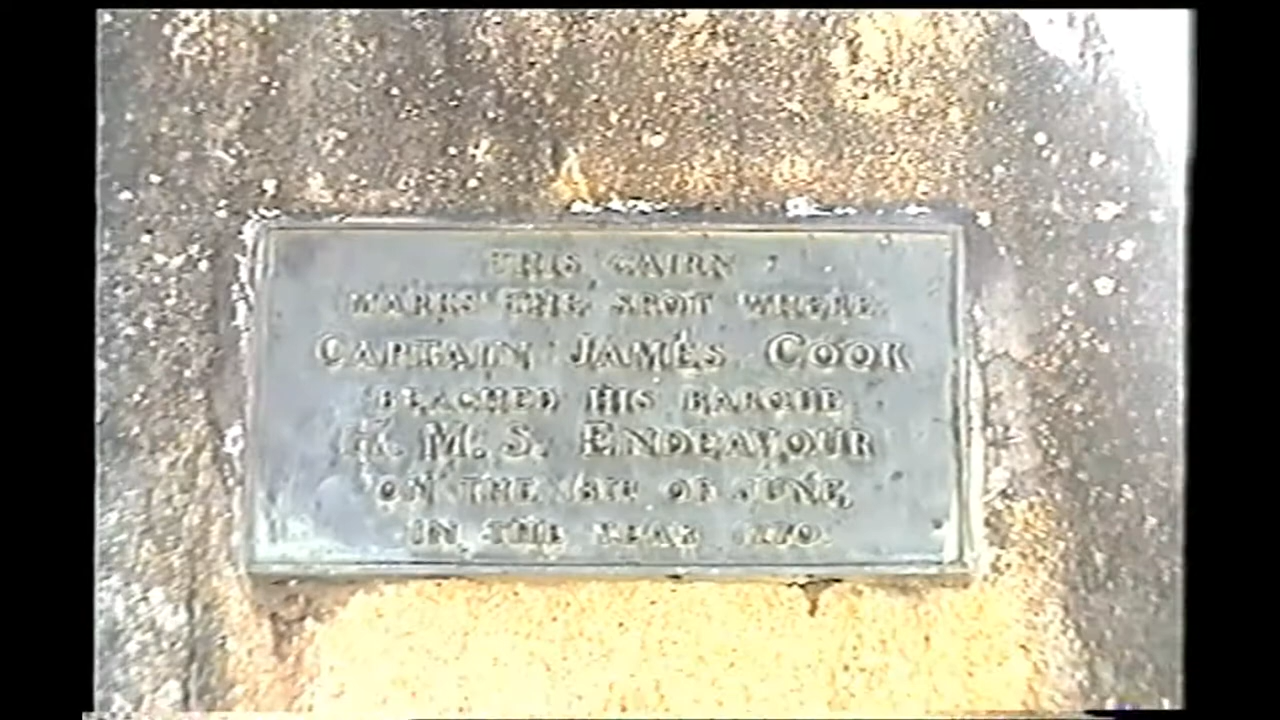 THIS CAIRN
MARKS THE SPOT WHERE
CAPTAIN JAMES COOK
BEACHED HIS BARQUE
H. M. S. ENDEAVOUR
ON THE OF JUNE,
IN THE YEAR 1770.